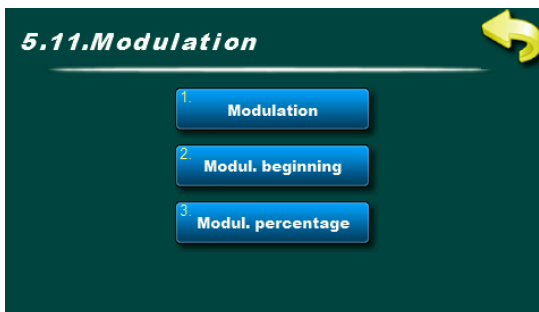 5.11.Modulation
1. Modulation
2. Modul. beginning
3. Modul. percentage